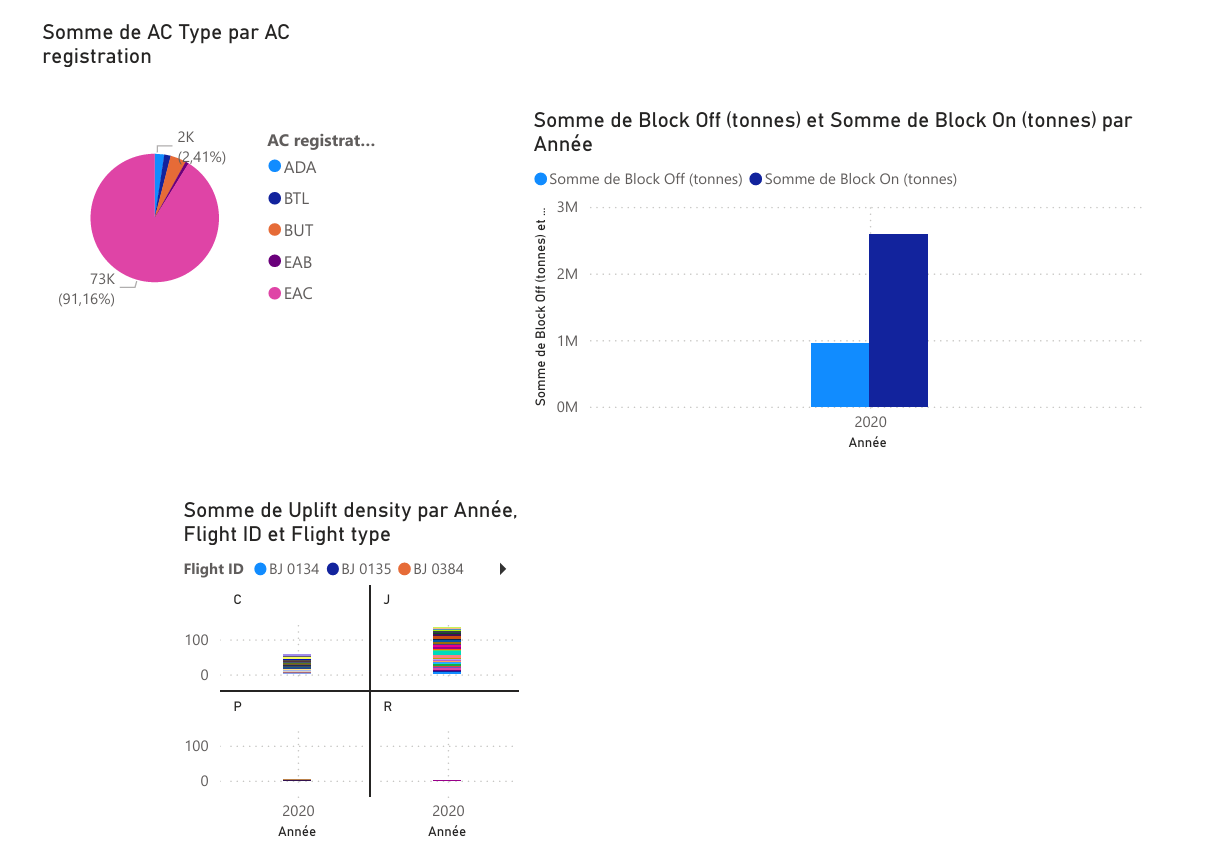 Somme de AC Type par AC
registration
2K
(2,41%)
73K
(91,16%)
AC registrat...
ADA
BTL
BUT
EAB
EAC
Somme de Block Off (tonnes) et Somme de Block On (tonnes) par
Année
Somme de Block Off (tonnes) Somme de Block On (tonnes)
Somme de Block Off (tonnes) et ...
3M
2M
1M
0M
2020
Année
Somme de Uplift density par Année,
Flight ID et Flight type
Flight ID BJ 0134 BJ 0135 BJ 0384
C J
100
0
P R
100
0
2020 2020
Année Année